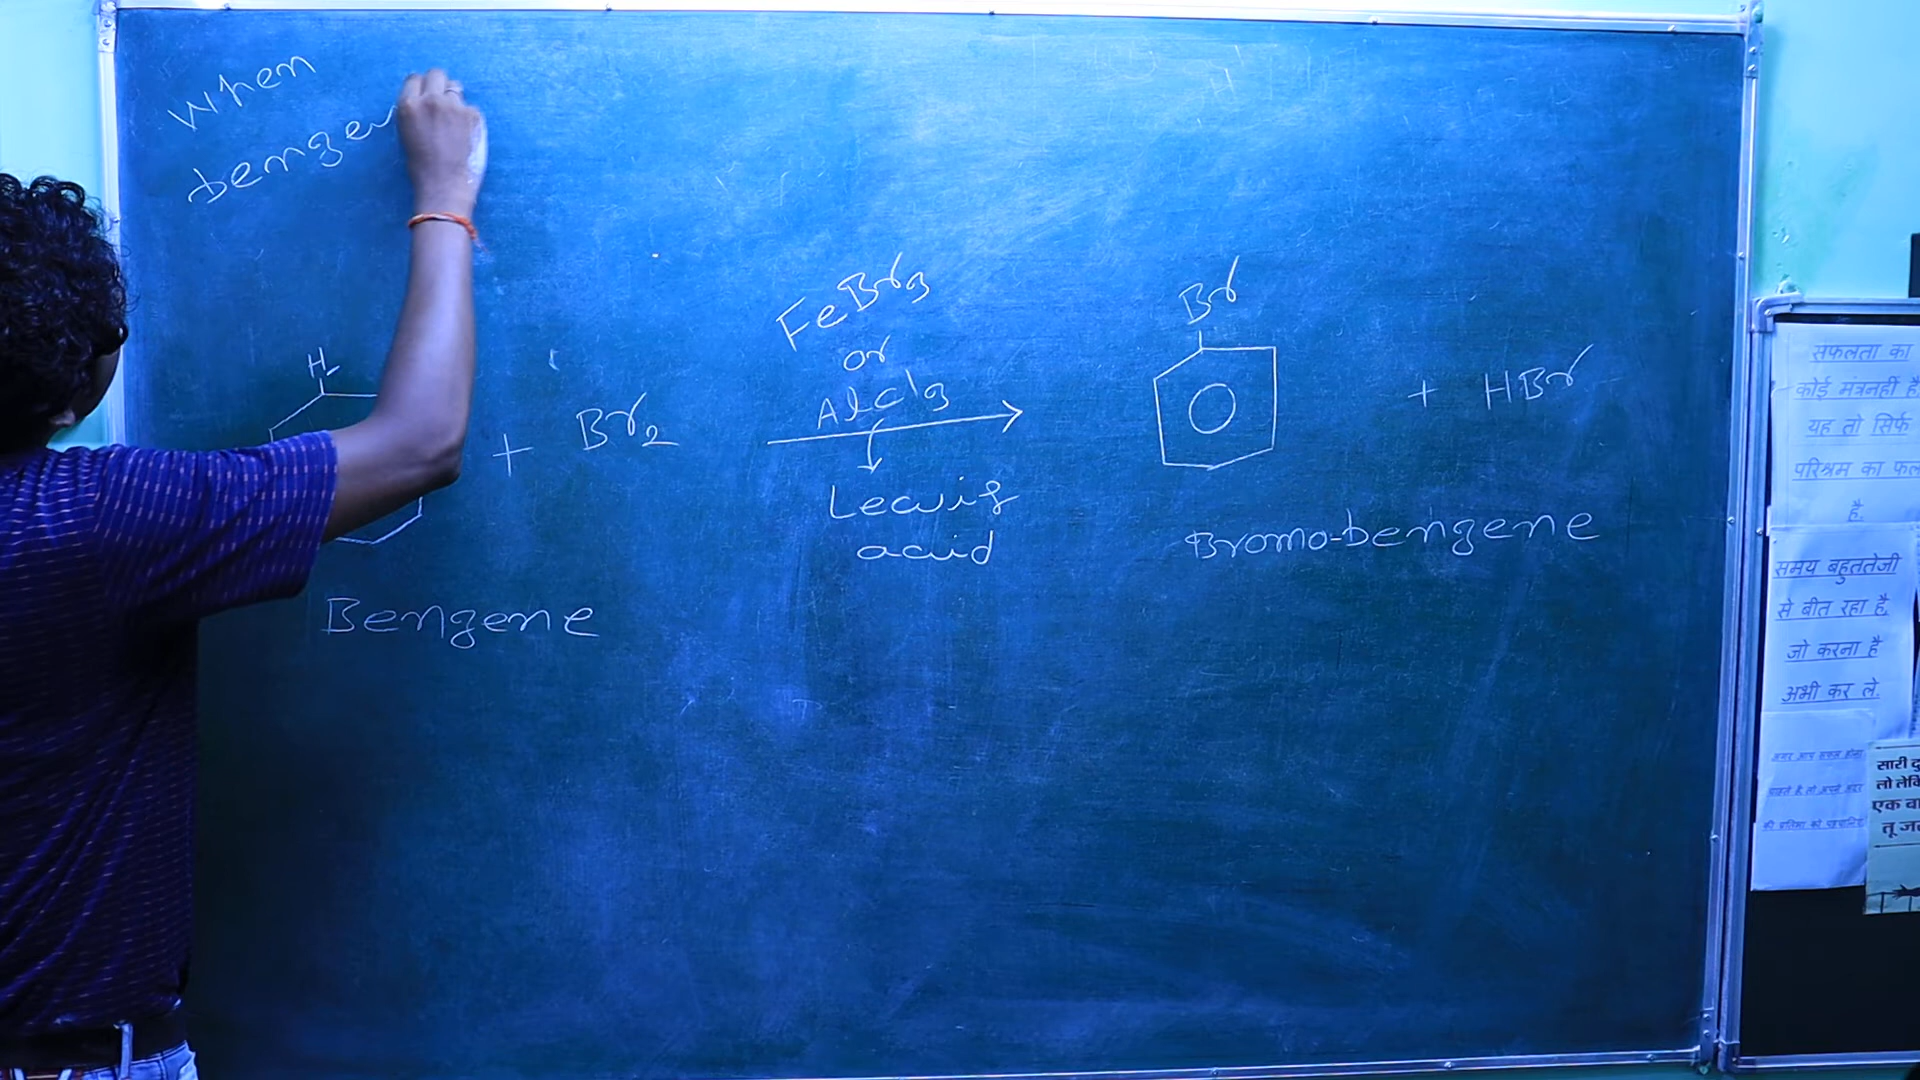 When
benzen
H
+ Br2
FeBr3
or
AlCl3
Lewis
acid
Br
+ HBr
Benzene
Bromo-benzene
सफलता का
कोई मंत्र नहीं है
यह तो सिर्फ
परिश्रम का फल
है.
समय बहुत तेजी
से बीत रहा है,
जो करना है
अभी कर ले.
सारी दु
लो लेकि
एक बा
तू